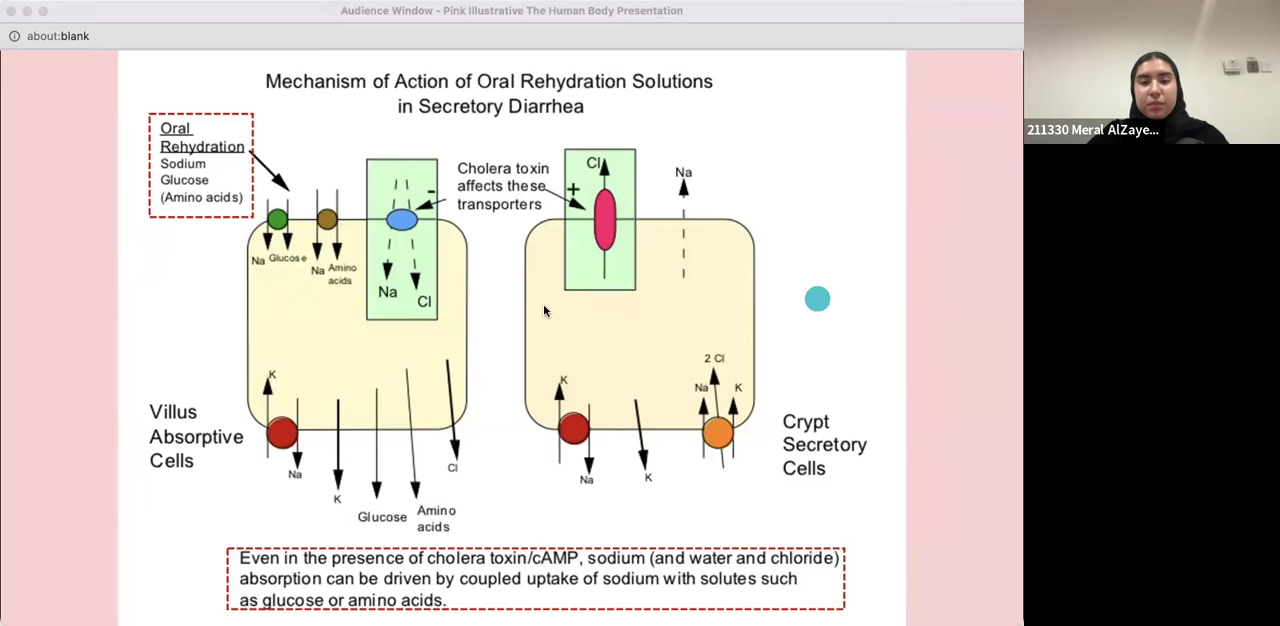 Audience Window - Pink Illustrative The Human Body Presentation
about:blank
211330 Meral AlZaye...
Mechanism of Action of Oral Rehydration Solutions
in Secretory Diarrhea
Oral
Rehydration
Sodium
Glucose
(Amino acids)
Cholera toxin
affects these
transporters
-
+
Cl
Na
Na
Glucose
Na
Amino
acids
Na
Cl
K
Na
K
Glucose
Amino
acids
Cl
Villus
Absorptive
Cells
K
Na
K
2 Cl
Na
K
Crypt
Secretory
Cells
Even in the presence of cholera toxin/cAMP, sodium (and water and chloride)
absorption can be driven by coupled uptake of sodium with solutes such
as glucose or amino acids.